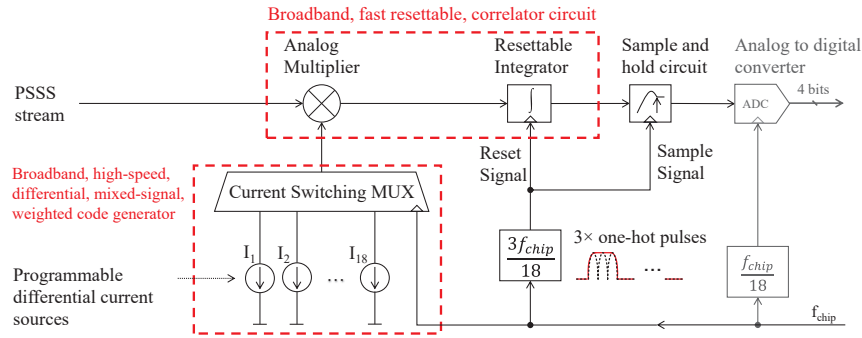 Broadband, fast resettable, correlator circuit
Analog
Multiplier
Resettable
Integrator
Sample and
hold circuit
Analog to digital
converter
PSSS
stream
∫
ADC
4 bits
Reset
Signal
Sample
Signal
Broadband, high-speed,
differential, mixed-signal,
weighted code generator
Current Switching MUX
I1
I2
...
I18
3fchip
18
3× one-hot pulses
...
fchip
18
Programmable
differential current
sources
fchip